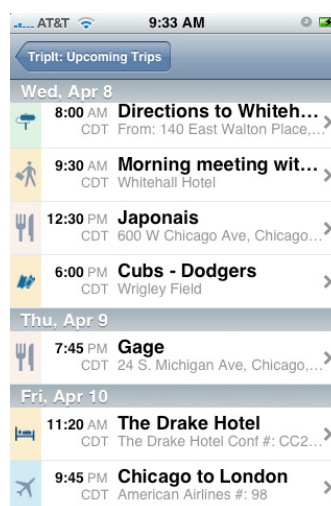 AT&T 9:33 AM
TripIt: Upcoming Trips
Wed, Apr 8
8:00 AM Directions to Whiteh...
CDT From: 140 East Walton Place,...
9:30 AM Morning meeting wit...
CDT Whitehall Hotel
12:30 PM Japonais
CDT 600 W Chicago Ave, Chicago...
6:00 PM Cubs - Dodgers
CDT Wrigley Field
Thu, Apr 9
7:45 PM Gage
CDT 24 S. Michigan Ave, Chicago,...
Fri, Apr 10
11:20 AM The Drake Hotel
CDT The Drake Hotel Conf #: CC2...
9:45 PM Chicago to London
CDT American Airlines #: 98